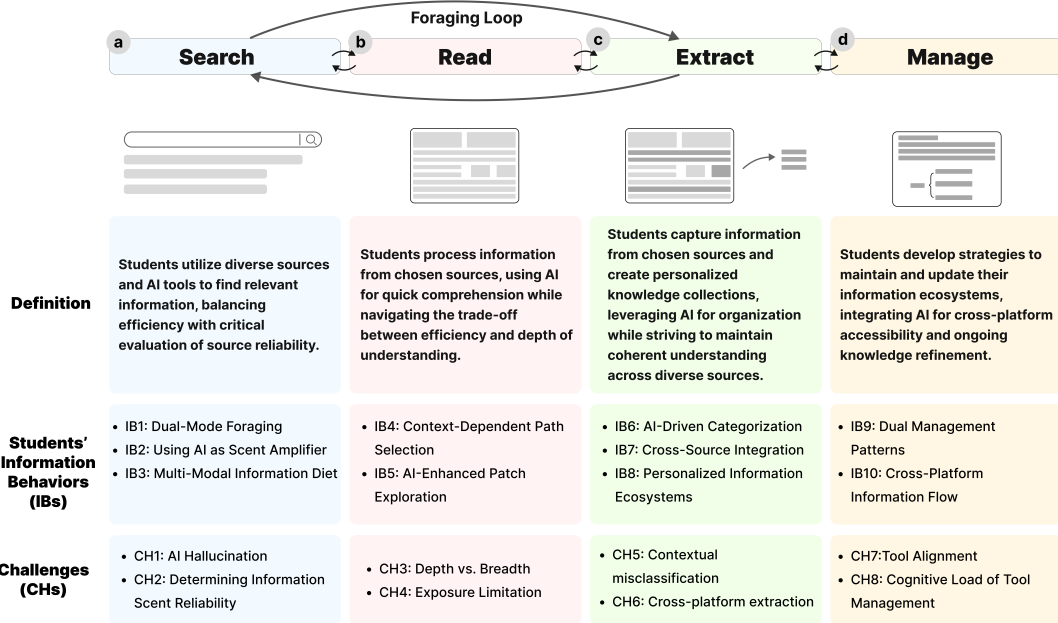 Foraging Loop
a
Search
b
Read
c
Extract
d
Manage
Definition
Students utilize diverse sources
and AI tools to find relevant
information, balancing
efficiency with critical
evaluation of source reliability.
Students process information
from chosen sources, using AI
for quick comprehension while
navigating the trade-off
between efficiency and depth of
understanding.
Students capture information
from chosen sources and
create personalized
knowledge collections,
leveraging AI for organization
while striving to maintain
coherent understanding
across diverse sources.
Students develop strategies to
maintain and update their
information ecosystems,
integrating AI for cross-platform
accessibility and ongoing
knowledge refinement.
Students’
Information
Behaviors
(IBs)
• IB1: Dual-Mode Foraging
• IB2: Using AI as Scent Amplifier
• IB3: Multi-Modal Information Diet
• IB4: Context-Dependent Path
Selection
• IB5: AI-Enhanced Patch
Exploration
• IB6: AI-Driven Categorization
• IB7: Cross-Source Integration
• IB8: Personalized Information
Ecosystems
• IB9: Dual Management
Patterns
• IB10: Cross-Platform
Information Flow
Challenges
(CHs)
• CH1: AI Hallucination
• CH2: Determining Information
Scent Reliability
• CH3: Depth vs. Breadth
• CH4: Exposure Limitation
• CH5: Contextual
misclassification
• CH6: Cross-platform extraction
• CH7:Tool Alignment
• CH8: Cognitive Load of Tool
Management